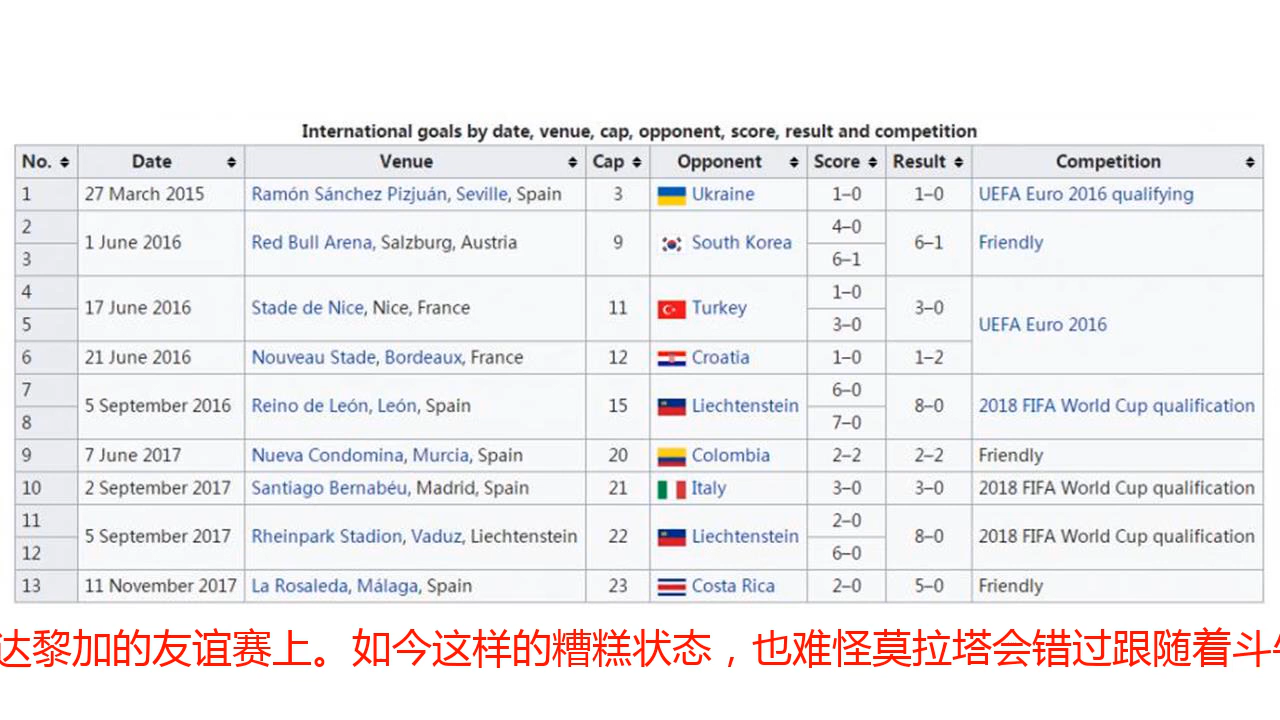 International goals by date, venue, cap, opponent, score, result and competition
No. Date Venue Cap Opponent Score Result Competition
1 27 March 2015 Ramón Sánchez Pizjuán, Seville, Spain 3 Ukraine 1–0 1–0 UEFA Euro 2016 qualifying
2 1 June 2016 Red Bull Arena, Salzburg, Austria 9 South Korea 4–0 6–1 Friendly
3 6–1
4 17 June 2016 Stade de Nice, Nice, France 11 Turkey 1–0 3–0 UEFA Euro 2016
5 3–0
6 21 June 2016 Nouveau Stade, Bordeaux, France 12 Croatia 1–0 1–2
7 5 September 2016 Reino de León, León, Spain 15 Liechtenstein 6–0 8–0 2018 FIFA World Cup qualification
8 7–0
9 7 June 2017 Nueva Condomina, Murcia, Spain 20 Colombia 2–2 2–2 Friendly
10 2 September 2017 Santiago Bernabéu, Madrid, Spain 21 Italy 3–0 3–0 2018 FIFA World Cup qualification
11 5 September 2017 Rheinpark Stadion, Vaduz, Liechtenstein 22 Liechtenstein 2–0 8–0 2018 FIFA World Cup qualification
12 6–0
13 11 November 2017 La Rosaleda, Málaga, Spain 23 Costa Rica 2–0 5–0 Friendly
达黎加的友谊赛上。如今这样的糟糕状态，也难怪莫拉塔会错过跟随着斗